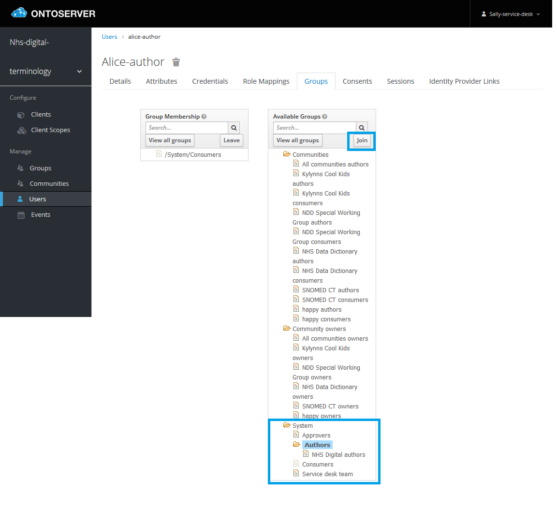 ONTOSERVER
Sally-service-desk
Nhs-digital-
terminology
Configure
Clients
Client Scopes
Manage
Groups
Communities
Users
Events
Users > alice-author
Alice-author
Details Attributes Credentials Role Mappings Groups Consents Sessions Identity Provider Links
Group Membership
Search...
View all groups Leave
/System/Consumers
Available Groups
Search...
View all groups Join
Communities
All communities authors
Kylynns Cool Kids
authors
Kylynns Cool Kids
consumers
NDD Special Working
Group authors
NDD Special Working
Group consumers
NHS Data Dictionary
authors
NHS Data Dictionary
consumers
SNOMED CT authors
SNOMED CT consumers
happy authors
happy consumers
Community owners
All communities owners
Kylynns Cool Kids
owners
NDD Special Working
Group owners
NHS Data Dictionary
owners
SNOMED CT owners
happy owners
System
Approvers
Authors
NHS Digital authors
Consumers
Service desk team